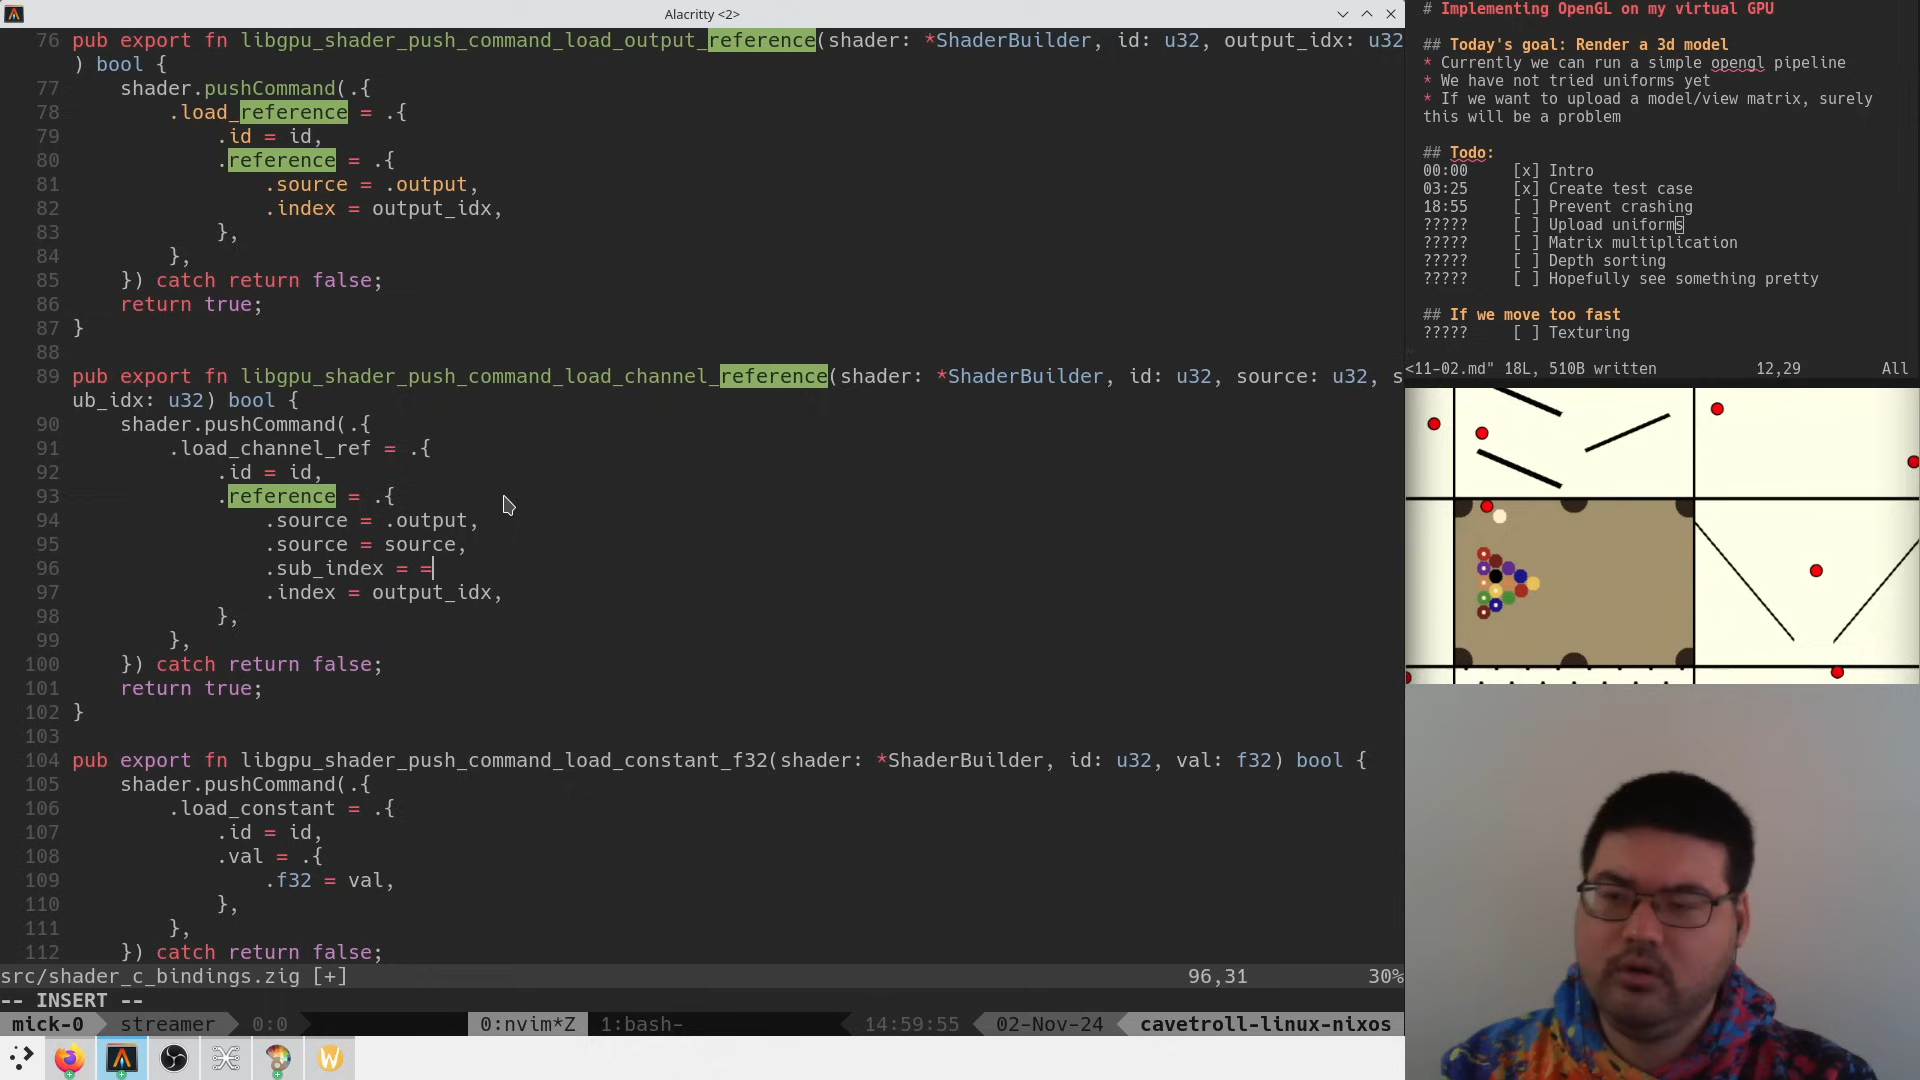 Alacritty <2>
76 pub export fn libgpu_shader_push_command_load_output_reference(shader: *ShaderBuilder, id: u32, output_idx: u32
) bool {
77     shader.pushCommand(.{
78         .load_reference = .{
79             .id = id,
80             .reference = .{
81                 .source = .output,
82                 .index = output_idx,
83             },
84         },
85     }) catch return false;
86     return true;
87 }
88
89 pub export fn libgpu_shader_push_command_load_channel_reference(shader: *ShaderBuilder, id: u32, source: u32, s
ub_idx: u32) bool {
90     shader.pushCommand(.{
91         .load_channel_ref = .{
92             .id = id,
93             .reference = .{
94                 .source = .output,
95                 .source = source,
96                 .sub_index = =
97                 .index = output_idx,
98             },
99         },
100     }) catch return false;
101     return true;
102 }
103
104 pub export fn libgpu_shader_push_command_load_constant_f32(shader: *ShaderBuilder, id: u32, val: f32) bool {
105     shader.pushCommand(.{
106         .load_constant = .{
107             .id = id,
108             .val = .{
109                 .f32 = val,
110             },
111         },
112     }) catch return false;
src/shader_c_bindings.zig [+] 96,31 30%
-- INSERT --
mick-0 streamer 0:0 0:nvim*Z 1:bash- 14:59:55 02-Nov-24 cavetroll-linux-nixos
W
# Implementing OpenGL on my virtual GPU
## Today's goal: Render a 3d model
* Currently we can run a simple opengl pipeline
* We have not tried uniforms yet
* If we want to upload a model/view matrix, surely
this will be a problem
## Todo:
00:00 [x] Intro
03:25 [x] Create test case
18:55 [ ] Prevent crashing
????? [ ] Upload uniforms
????? [ ] Matrix multiplication
????? [ ] Depth sorting
????? [ ] Hopefully see something pretty
## If we move too fast
????? [ ] Texturing
<11-02.md" 18L, 510B written 12,29 All